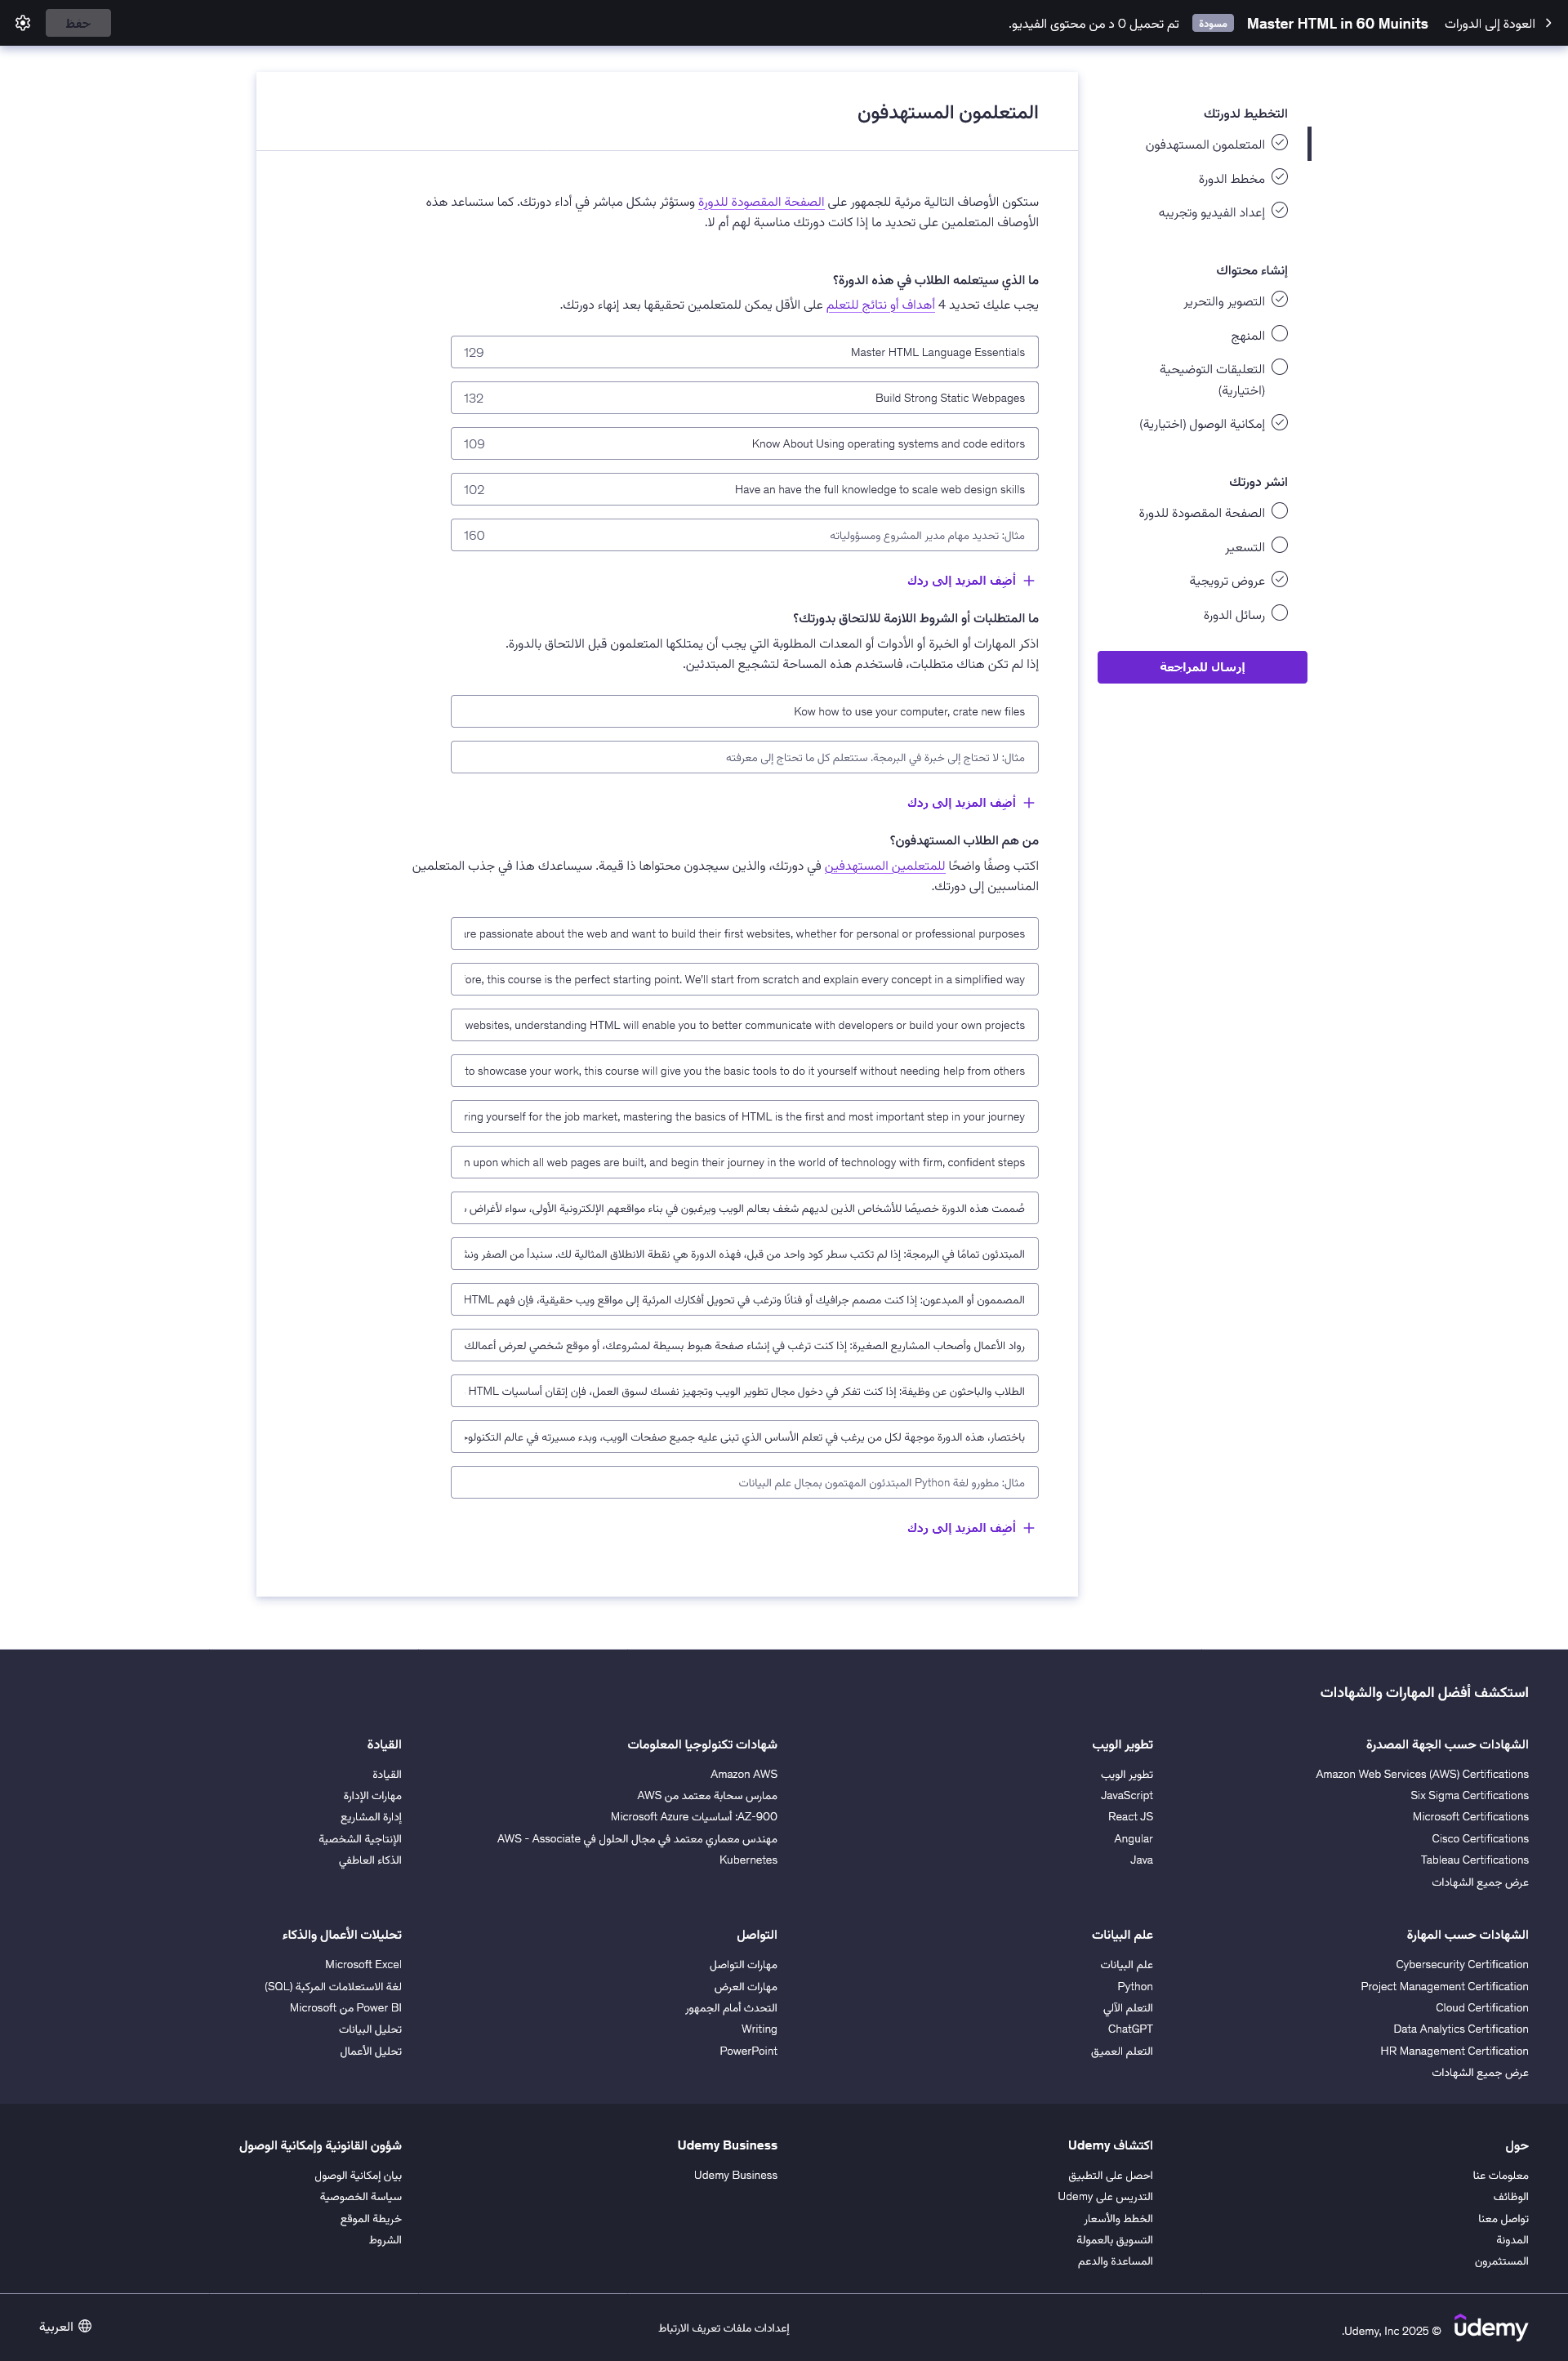 العودة إلى الدورات
Master HTML in 60 Muinits
مسودة
تم تحميل 0 د من محتوى الفيديو.
حفظ
التخطيط لدورتك
المتعلمون المستهدفون
مخطط الدورة
إعداد الفيديو وتجريبه
إنشاء محتواك
التصوير والتحرير
المنهج
التعليقات التوضيحية
(اختيارية)
إمكانية الوصول (اختيارية)
انشر دورتك
الصفحة المقصودة للدورة
التسعير
عروض ترويجية
رسائل الدورة
إرسال للمراجعة
المتعلمون المستهدفون
ستكون الأوصاف التالية مرئية للجمهور على الصفحة المقصودة للدورة وستؤثر بشكل مباشر في أداء دورتك. كما ستساعد هذه
الأوصاف المتعلمين على تحديد ما إذا كانت دورتك مناسبة لهم أم لا.
ما الذي سيتعلمه الطلاب في هذه الدورة؟
يجب عليك تحديد 4 أهداف أو نتائج للتعلم على الأقل يمكن للمتعلمين تحقيقها بعد إنهاء دورتك.
Master HTML Language Essentials
129
Build Strong Static Webpages
132
Know About Using operating systems and code editors
109
Have an have the full knowledge to scale web design skills
102
مثال: تحديد مهام مدير المشروع ومسؤولياته
160
أضِف المزيد إلى ردك
ما المتطلبات أو الشروط اللازمة للالتحاق بدورتك؟
اذكر المهارات أو الخبرة أو الأدوات أو المعدات المطلوبة التي يجب أن يمتلكها المتعلمون قبل الالتحاق بالدورة.
إذا لم تكن هناك متطلبات، فاستخدم هذه المساحة لتشجيع المبتدئين.
Kow how to use your computer, crate new files
مثال: لا تحتاج إلى خبرة في البرمجة. ستتعلم كل ما تحتاج إلى معرفته
أضِف المزيد إلى ردك
من هم الطلاب المستهدفون؟
اكتب وصفًا واضحًا للمتعلمين المستهدفين في دورتك، والذين سيجدون محتواها ذا قيمة. سيساعدك هذا في جذب المتعلمين
المناسبين إلى دورتك.
are passionate about the web and want to build their first websites, whether for personal or professional purposes
ore, this course is the perfect starting point. We'll start from scratch and explain every concept in a simplified way
websites, understanding HTML will enable you to better communicate with developers or build your own projects
to showcase your work, this course will give you the basic tools to do it yourself without needing help from others
ring yourself for the job market, mastering the basics of HTML is the first and most important step in your journey
n upon which all web pages are built, and begin their journey in the world of technology with firm, confident steps
صُممت هذه الدورة خصيصًا للأشخاص الذين لديهم شغف بعالم الويب ويرغبون في بناء مواقعهم الإلكترونية الأولى، سواء لأغراض
المبتدئون تمامًا في البرمجة: إذا لم تكتب سطر كود واحد من قبل، فهذه الدورة هي نقطة الانطلاق المثالية لك. سنبدأ من الصفر
المصممون أو المبدعون: إذا كنت مصمم جرافيك أو فنانًا وترغب في تحويل أفكارك المرئية إلى مواقع ويب حقيقية، فإن فهم HTML
رواد الأعمال وأصحاب المشاريع الصغيرة: إذا كنت ترغب في إنشاء صفحة هبوط بسيطة لمشروعك، أو موقع شخصي لعرض أعمالك
الطلاب والباحثون عن وظيفة: إذا كنت تفكر في دخول مجال تطوير الويب وتجهيز نفسك لسوق العمل، فإن إتقان أساسيات HTML
باختصار، هذه الدورة موجهة لكل من يرغب في تعلم الأساس الذي تبنى عليه جميع صفحات الويب، وبدء مسيرته في عالم
مثال: مطورو لغة Python المبتدئون المهتمون بمجال علم البيانات
أضِف المزيد إلى ردك
استكشف أفضل المهارات والشهادات
الشهادات حسب الجهة المصدرة
Amazon Web Services (AWS) Certifications
Six Sigma Certifications
Microsoft Certifications
Cisco Certifications
Tableau Certifications
عرض جميع الشهادات
تطوير الويب
تطوير الويب
JavaScript
React JS
Angular
Java
شهادات تكنولوجيا المعلومات
Amazon AWS
ممارس سحابة معتمد من AWS
AZ-900: أساسيات Microsoft Azure
مهندس معماري معتمد في مجال الحلول في AWS - Associate
Kubernetes
القيادة
القيادة
مهارات الإدارة
إدارة المشاريع
الإنتاجية الشخصية
الذكاء العاطفي
الشهادات حسب المهارة
Cybersecurity Certification
Project Management Certification
Cloud Certification
Data Analytics Certification
HR Management Certification
عرض جميع الشهادات
علم البيانات
علم البيانات
Python
التعلم الآلي
ChatGPT
التعلم العميق
التواصل
مهارات التواصل
مهارات العرض
التحدث أمام الجمهور
Writing
PowerPoint
تحليلات الأعمال والذكاء
Microsoft Excel
لغة الاستعلامات المركبة (SQL)
Power BI من Microsoft
تحليل البيانات
تحليل الأعمال
حول
معلومات عنا
الوظائف
تواصل معنا
المدونة
المستثمرون
اكتشاف Udemy
احصل على التطبيق
التدريس على Udemy
الخطط والأسعار
التسويق بالعمولة
المساعدة والدعم
Udemy Business
Udemy Business
شؤون القانونية وإمكانية الوصول
بيان إمكانية الوصول
سياسة الخصوصية
خريطة الموقع
الشروط
udemy
© 2025 Udemy, Inc.
إعدادات ملفات تعريف الارتباط
العربية